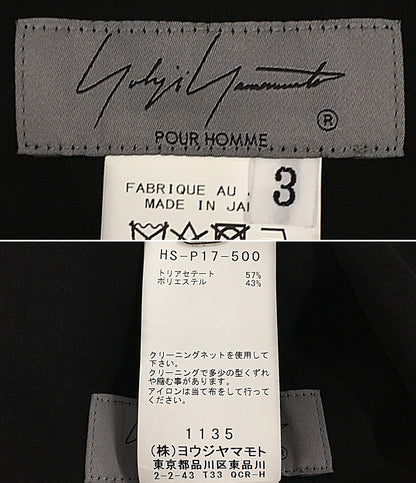 Yohji Yamamoto
®
POUR HOMME
FABRIQUE AU
3
MADE IN
HS-P17-500
トリアセテート 57%
ポリエステル 43%
クリーニングネットを使用して
下さい。
クリーニングで多少の型くずれ
や縮む事があります。
アイロンは当て布をして行って
ください。
1135
(株)ヨウジヤマモト
東京都品川区東品川
2-2-43 T33 QCR-H